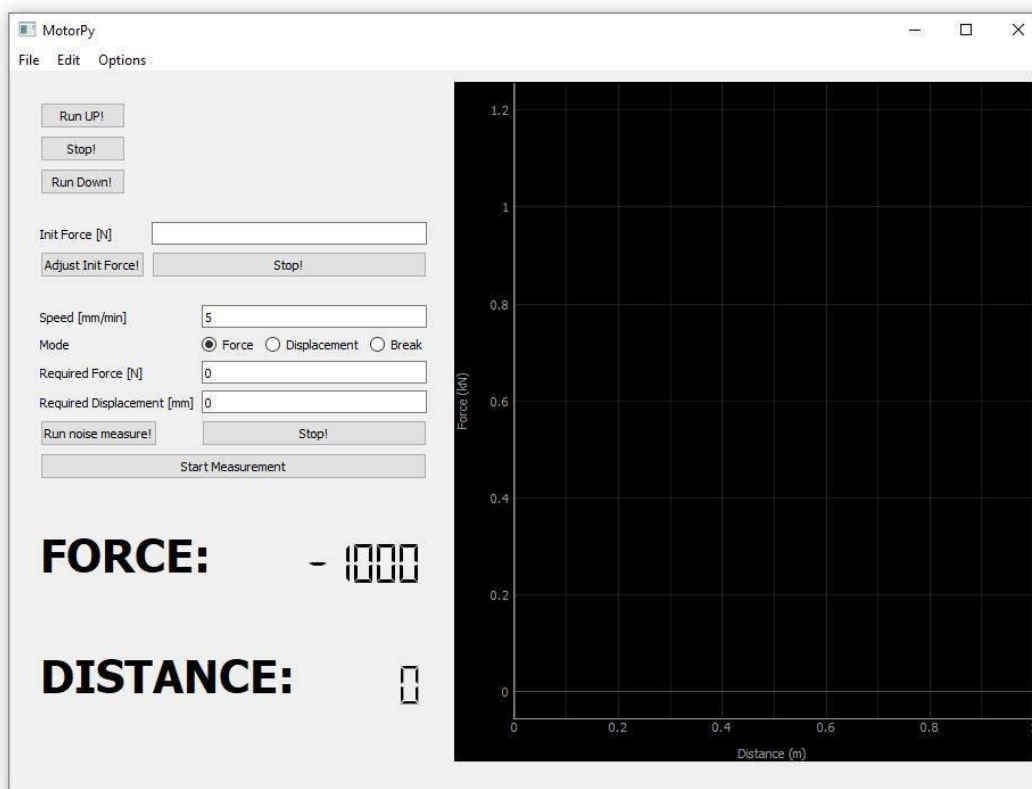 MotorPy
File Edit Options
Run UP!
Stop!
Run Down!
Init Force [N]
Adjust Init Force! Stop!
Speed [mm/min] 5
Mode Force Displacement Break
Required Force [N] 0
Required Displacement [mm] 0
Run noise measure! Stop!
Start Measurement
FORCE: -1000
DISTANCE: 0
1.2
1
0.8
0.6
0.4
0.2
0
Force (kN)
0 0.2 0.4 0.6 0.8
Distance (m)